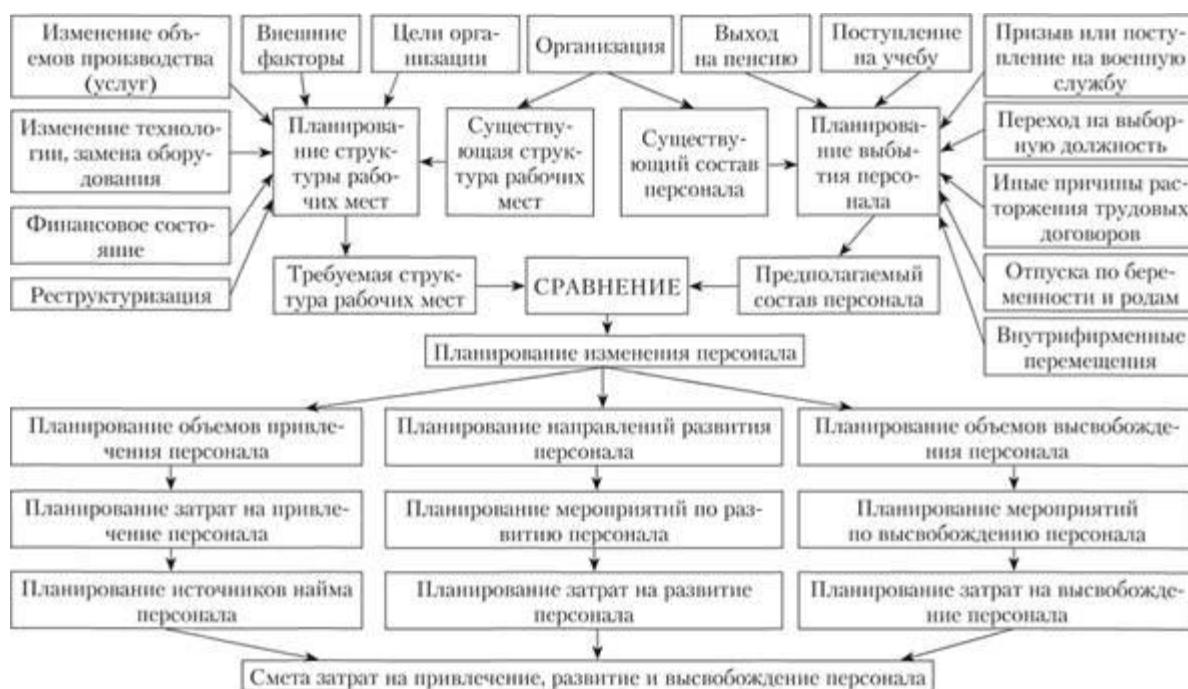 Изменение объ-
емов производства
(услуг)
Внешние
факторы
Цели орга-
низации
Организация
Выход
на пенсию
Поступление
на учебу
Призыв или посту-
пление на военную
службу
Изменение техноло-
гии, замена обору-
дования
Планирова-
ние струк-
туры рабо-
чих мест
Существу-
ющая струк-
тура рабочих
мест
Существу-
ющий состав
персонала
Планирова-
ние выбы-
тия персо-
нала
Переход на выбор-
ную должность
Иные причины рас-
торжения трудовых
договоров
Финансовое состо-
яние
Реструктуризация
Требуемая струк-
тура рабочих мест
СРАВНЕНИЕ
Предполагаемый
состав персонала
Отпуска по бере-
менности и родам
Внутрифирменные
перемещения
Планирование изменения персонала
Планирование объемов привле-
чения персонала
Планирование направлений развития
персонала
Планирование объемов высвобожде-
ния персонала
Планирование затрат на привле-
чение персонала
Планирование мероприятий по раз-
витию персонала
Планирование мероприятий
по высвобождению персонала
Планирование источников найма
персонала
Планирование затрат на развитие
персонала
Планирование затрат на высвобожде-
ние персонала
Смета затрат на привлечение, развитие и высвобождение персонала